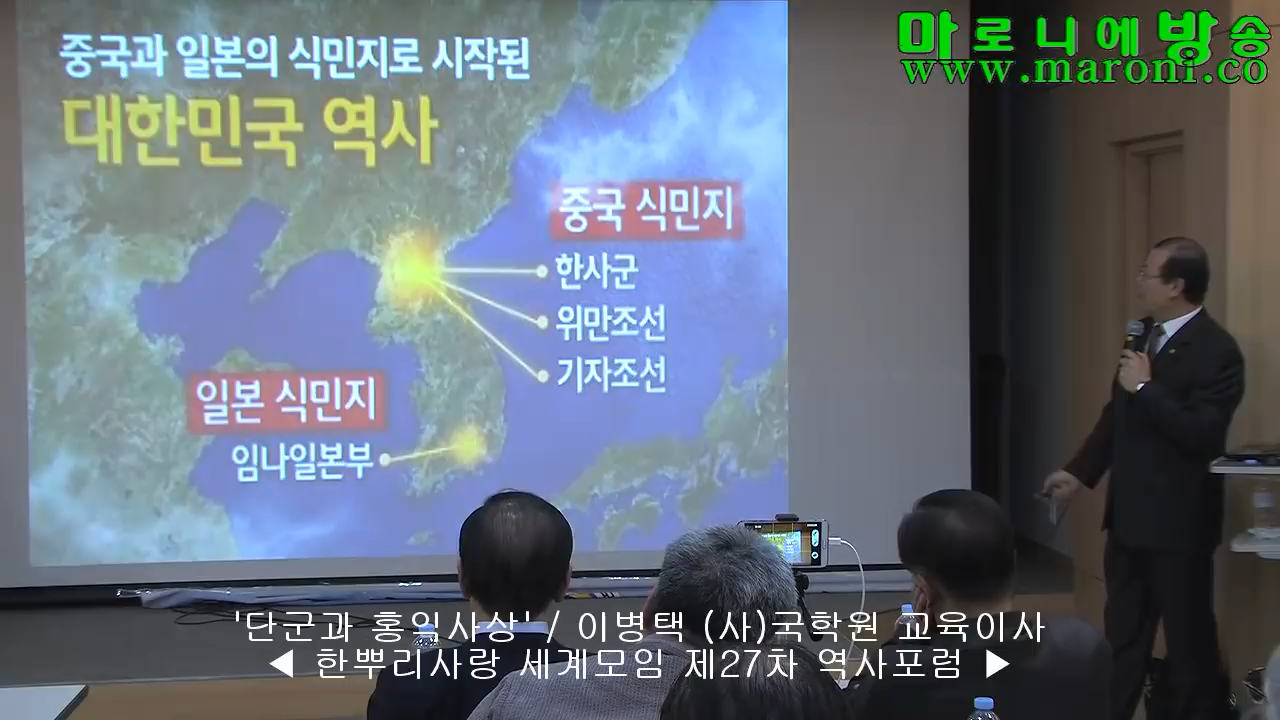 마로니에방송
www.maroni.co
중국과 일본의 식민지로 시작된
대한민국 역사
중국 식민지
한사군
위만조선
기자조선
일본 식민지
임나일본부
'단군과 홍익사상' / 이병택 (사)국학원 교육이사
◀ 한뿌리사랑 세계모임 제27차 역사포럼 ▶